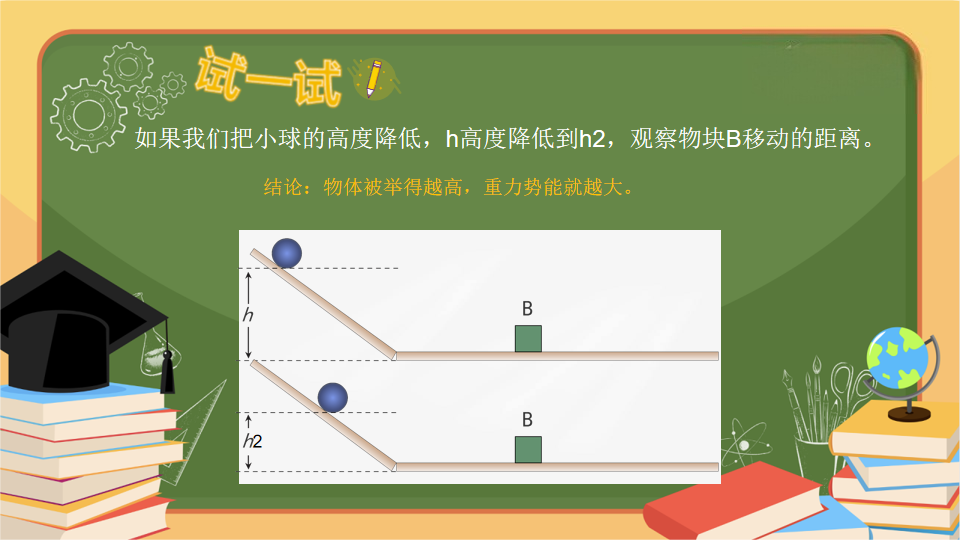 试一试
如果我们把小球的高度降低，h高度降低到h2，观察物块B移动的距离。
结论：物体被举得越高，重力势能就越大。
h
B
h2
B